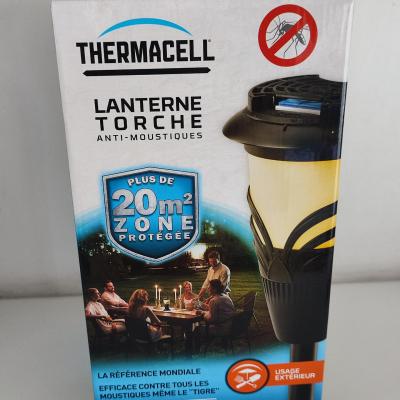 THERMACELL
LANTERNE
TORCHE
ANTI-MOUSTIQUES
PLUS DE
20m²
ZONE
PROTÉGÉE
LA RÉFÉRENCE MONDIALE
EFFICACE CONTRE TOUS LES
MOUSTIQUES MÊME LE "TIGRE"
USAGE
EXTÉRIEUR